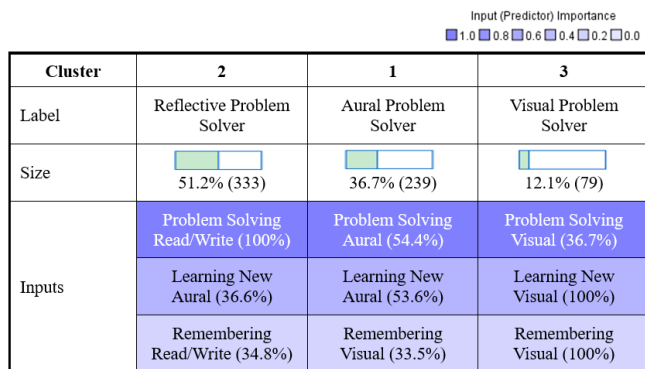 Input (Predictor) Importance
1.0 0.8 0.6 0.4 0.2 0.0
Cluster 2 1 3
Label Reflective Problem Solver Aural Problem Solver Visual Problem Solver
Size 51.2% (333) 36.7% (239) 12.1% (79)
Inputs
Problem Solving Read/Write (100%) Problem Solving Aural (54.4%) Problem Solving Visual (36.7%)
Learning New Aural (36.6%) Learning New Aural (53.6%) Learning New Visual (100%)
Remembering Read/Write (34.8%) Remembering Visual (33.5%) Remembering Visual (100%)